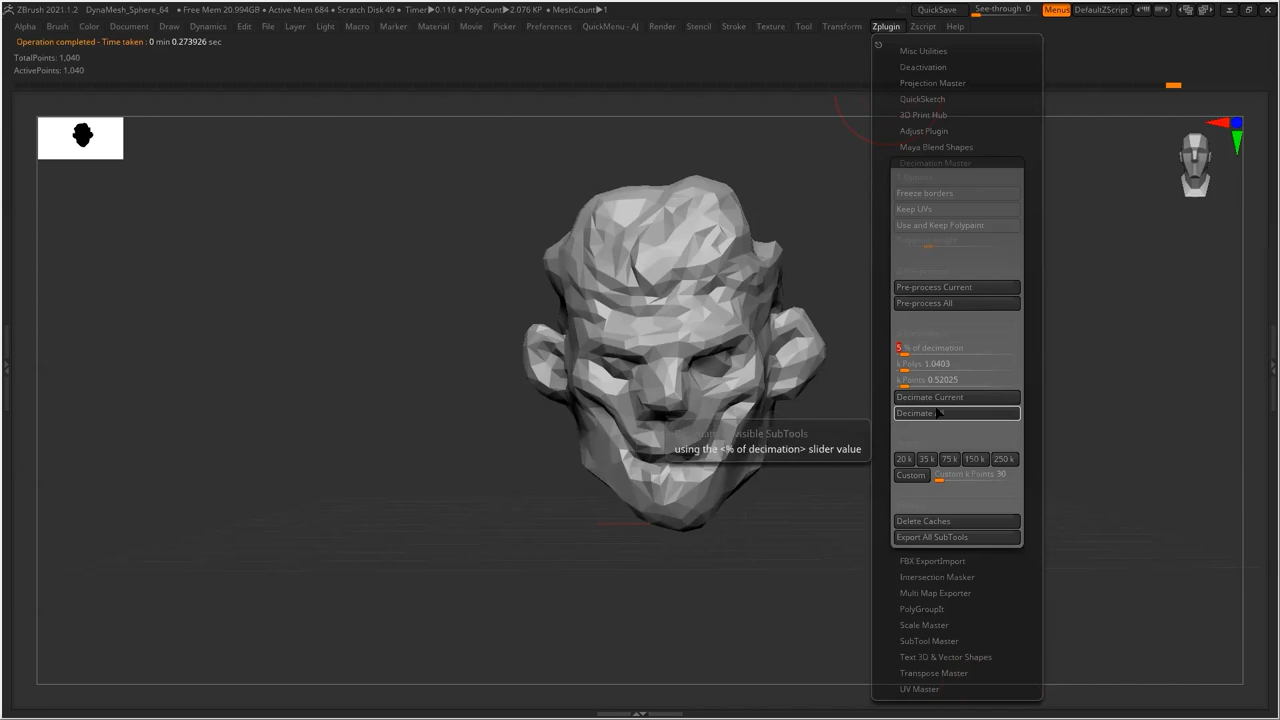 ZBrush 2021.1.2 DynaMesh_Sphere_64 • Free Mem 20.994GB • Active Mem 684 • Scratch Disk 49 • Timer▶0.116 • PolyCount▶2.076 KP • MeshCount▶1 QuickSave See-through 0 Menus DefaultZScript
Alpha Brush Color Document Draw Dynamics Edit File Layer Light Macro Marker Material Movie Picker Preferences QuickMenu - AJ Render Stencil Stroke Texture Tool Transform Zplugin Zscript Help
Operation completed - Time taken : 0 min 0.273926 sec
TotalPoints: 1,040
ActivePoints: 1,040
Misc Utilities
Deactivation
Projection Master
QuickSketch
3D Print Hub
Adjust Plugin
Maya Blend Shapes
Decimation Master
Freeze borders
Keep UVs
Use and Keep Polypaint
Pre-process Current
Pre-process All
5 % of decimation
k Polys 1.0403
k Points 0.52025
Decimate Current
Decimate
visible SubTools
using the <% of decimation> slider value
20 k 35 k 75 k 150 k 250 k
Custom Custom k Points 30
Delete Caches
Export All SubTools
FBX ExportImport
Intersection Masker
Multi Map Exporter
PolyGroupIt
Scale Master
SubTool Master
Text 3D & Vector Shapes
Transpose Master
UV Master